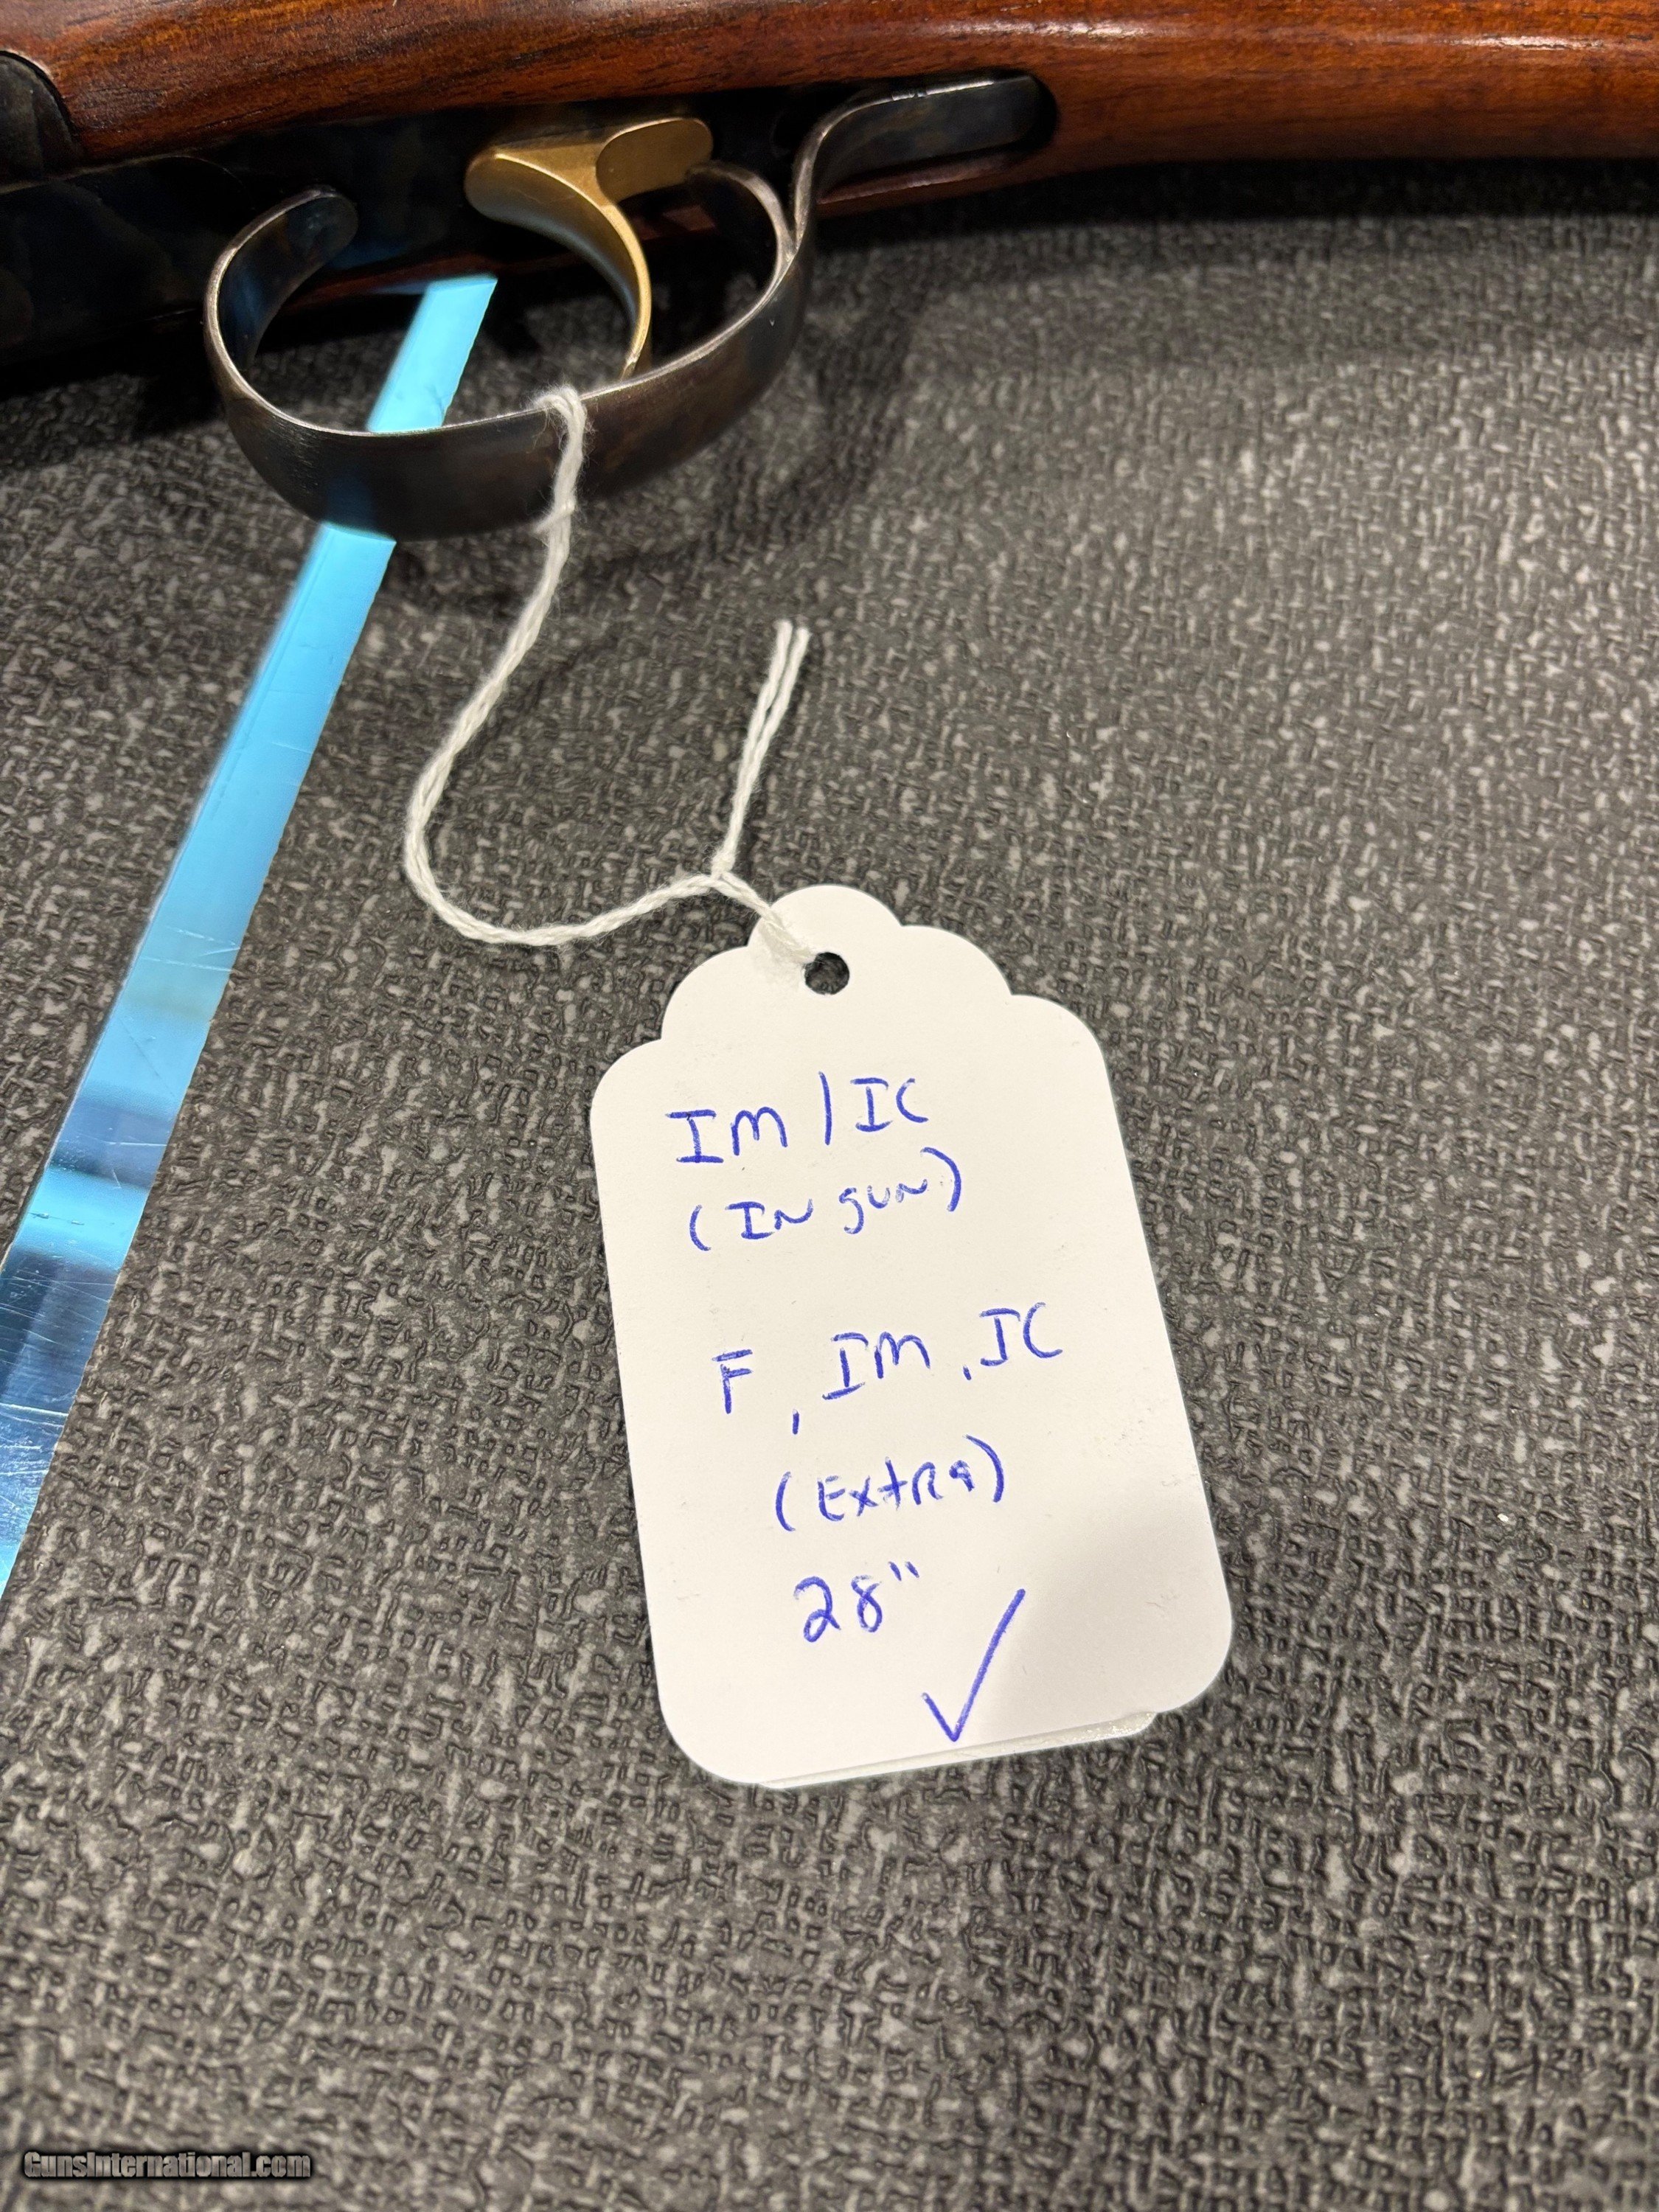 IM/IC
(IN gUN)
F, IM, IC
(ExtRa)
28"
GunsInternational.com